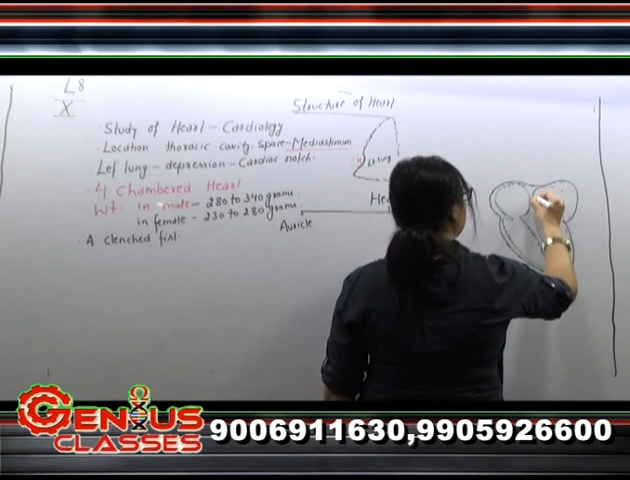 L8
X
Structure of Heart
Study of Heart - Cardiology
Location thoracic cavity. Space - Mediastinum
Lef lung - depression - Cardiac notch.
4 Chambered Heart
Wt. in male - 280 to 340 grams
in female - 230 to 280 grams
A clenched fist
Auricle
Hea
GENIUS
CLASSES
9006911630,9905926600